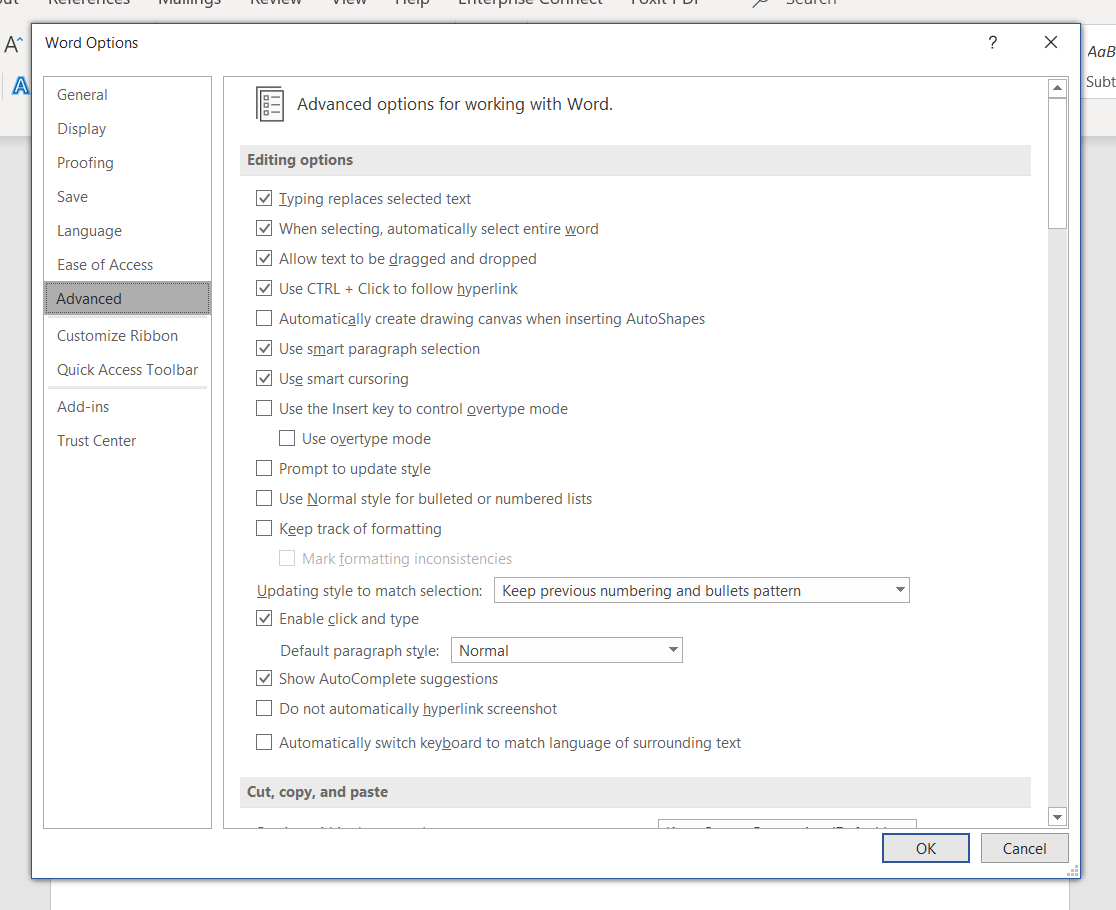 References Mailings Review View Help Enterprise Connect Foxit PDF Search
Word Options
?
A
A
AaB
Subt
General
Display
Proofing
Save
Language
Ease of Access
Advanced
Customize Ribbon
Quick Access Toolbar
Add-ins
Trust Center
Advanced options for working with Word.
Editing options
Typing replaces selected text
When selecting, automatically select entire word
Allow text to be dragged and dropped
Use CTRL + Click to follow hyperlink
Automatically create drawing canvas when inserting AutoShapes
Use smart paragraph selection
Use smart cursoring
Use the Insert key to control overtype mode
Use overtype mode
Prompt to update style
Use Normal style for bulleted or numbered lists
Keep track of formatting
Mark formatting inconsistencies
Updating style to match selection: Keep previous numbering and bullets pattern
Enable click and type
Default paragraph style: Normal
Show AutoComplete suggestions
Do not automatically hyperlink screenshot
Automatically switch keyboard to match language of surrounding text
Cut, copy, and paste
OK Cancel